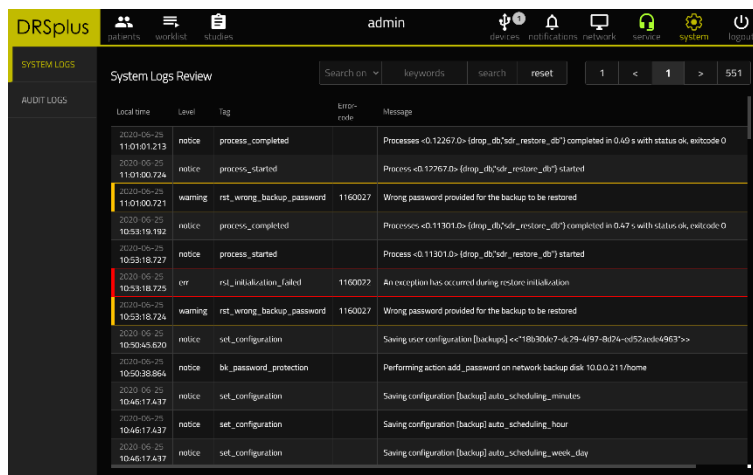 DRSplus
patients worklist studies
admin
1
devices notifications network service system logout
SYSTEM LOGS
AUDIT LOGS
System Logs Review
Search on keywords search reset 1 < 1 > 551
Local time Level Tag Error-code Message
2020-06-25
11:01:01.213 notice process_completed Processes <0.12267.0> {drop_db,"sdr_restore_db"} completed in 0.49 s with status ok, exitcode 0
2020-06-25
11:01:00.724 notice process_started Process <0.12267.0> {drop_db,"sdr_restore_db"} started
2020-06-25
11:01:00.721 warning rst_wrong_backup_password 1160027 Wrong password provided for the backup to be restored
2020-06-25
10:53:19.192 notice process_completed Processes <0.11301.0> {drop_db,"sdr_restore_db"} completed in 0.47 s with status ok, exitcode 0
2020-06-25
10:53:18.727 notice process_started Process <0.11301.0> {drop_db,"sdr_restore_db"} started
2020-06-25
10:53:18.725 err rst_initialization_failed 1160022 An exception has occurred during restore initialization
2020-06-25
10:53:18.724 warning rst_wrong_backup_password 1160027 Wrong password provided for the backup to be restored
2020-06-25
10:50:45.620 notice set_configuration Saving user configuration [backups] <<"18b30de7-dc29-4f97-8d24-ed52aede4963">>
2020-06-25
10:50:38.864 notice bk_password_protection Performing action add_password on network backup disk 10.0.0.211/home
2020-06-25
10:46:17.437 notice set_configuration Saving configuration [backup] auto_scheduling_minutes
2020-06-25
10:46:17.437 notice set_configuration Saving configuration [backup] auto_scheduling_hour
2020-06-25
10:46:17.437 notice set_configuration Saving configuration [backup] auto_scheduling_week_day